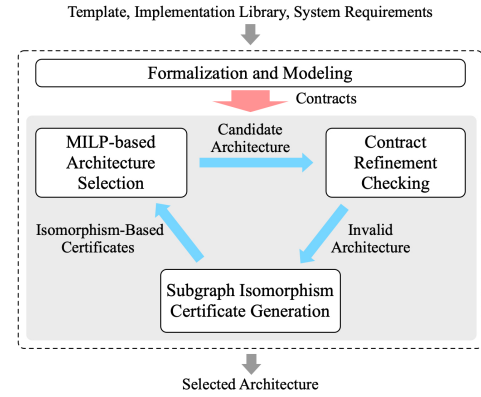 Template, Implementation Library, System Requirements
Formalization and Modeling
Contracts
MILP-based
Architecture
Selection
Candidate
Architecture
Contract
Refinement
Checking
Isomorphism-Based
Certificates
Invalid
Architecture
Subgraph Isomorphism
Certificate Generation
Selected Architecture